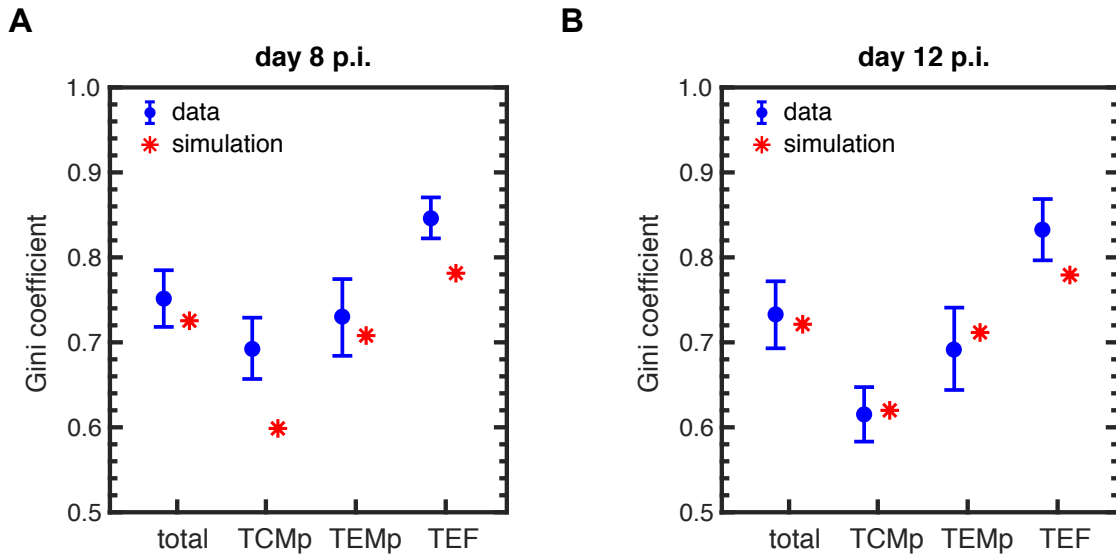 A
day 8 p.i.
data
simulation
Gini coefficient
1.0
0.9
0.8
0.7
0.6
0.5
total TCMp TEMp TEF
B
day 12 p.i.
data
simulation
Gini coefficient
1.0
0.9
0.8
0.7
0.6
0.5
total TCMp TEMp TEF